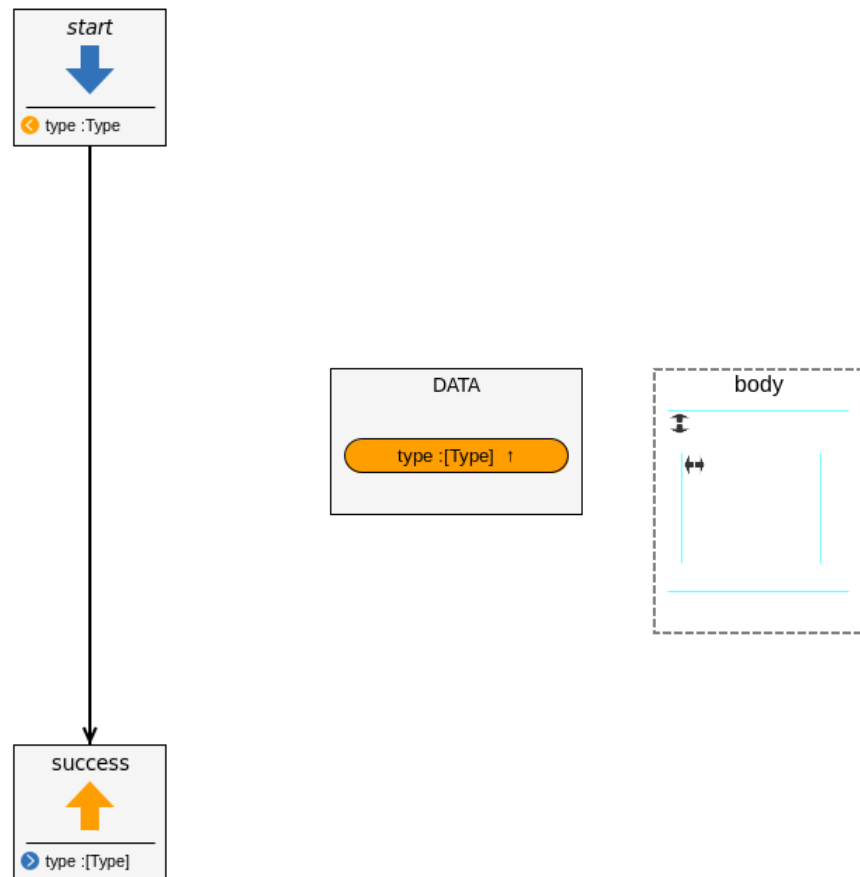 start
type :Type
DATA
type :[Type] ↑
body
success
type :[Type]